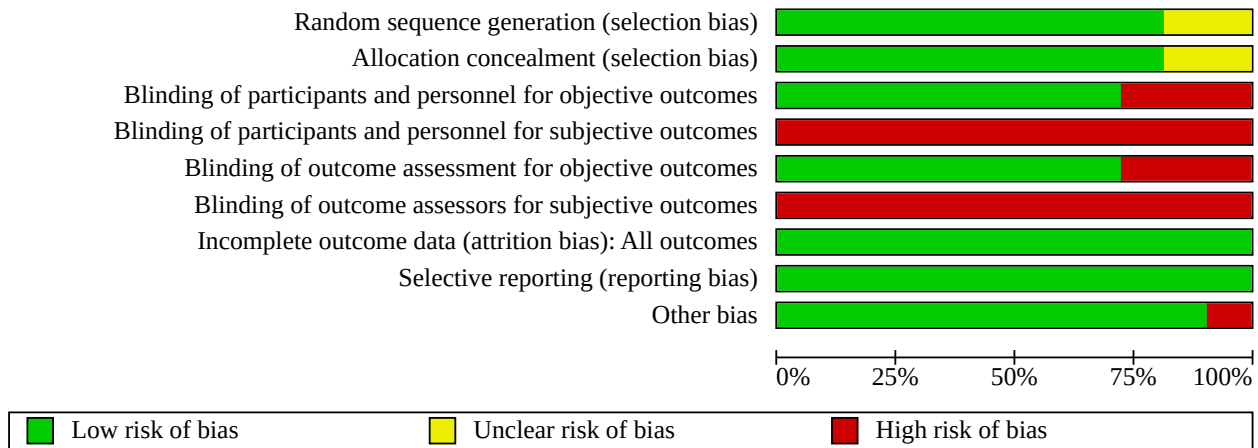 Random sequence generation (selection bias)
Allocation concealment (selection bias)
Blinding of participants and personnel for objective outcomes
Blinding of participants and personnel for subjective outcomes
Blinding of outcome assessment for objective outcomes
Blinding of outcome assessors for subjective outcomes
Incomplete outcome data (attrition bias): All outcomes
Selective reporting (reporting bias)
Other bias
0% 25% 50% 75% 100%
Low risk of bias Unclear risk of bias High risk of bias